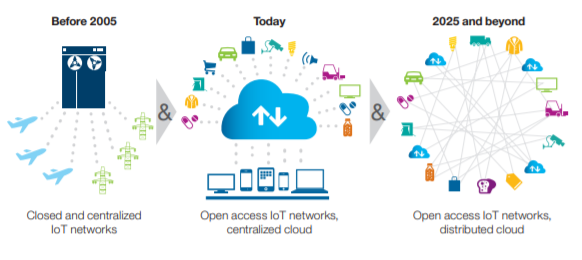 Before 2005
Today
2025 and beyond
&
&
Closed and centralized
IoT networks
Open access IoT networks,
centralized cloud
Open access IoT networks,
distributed cloud